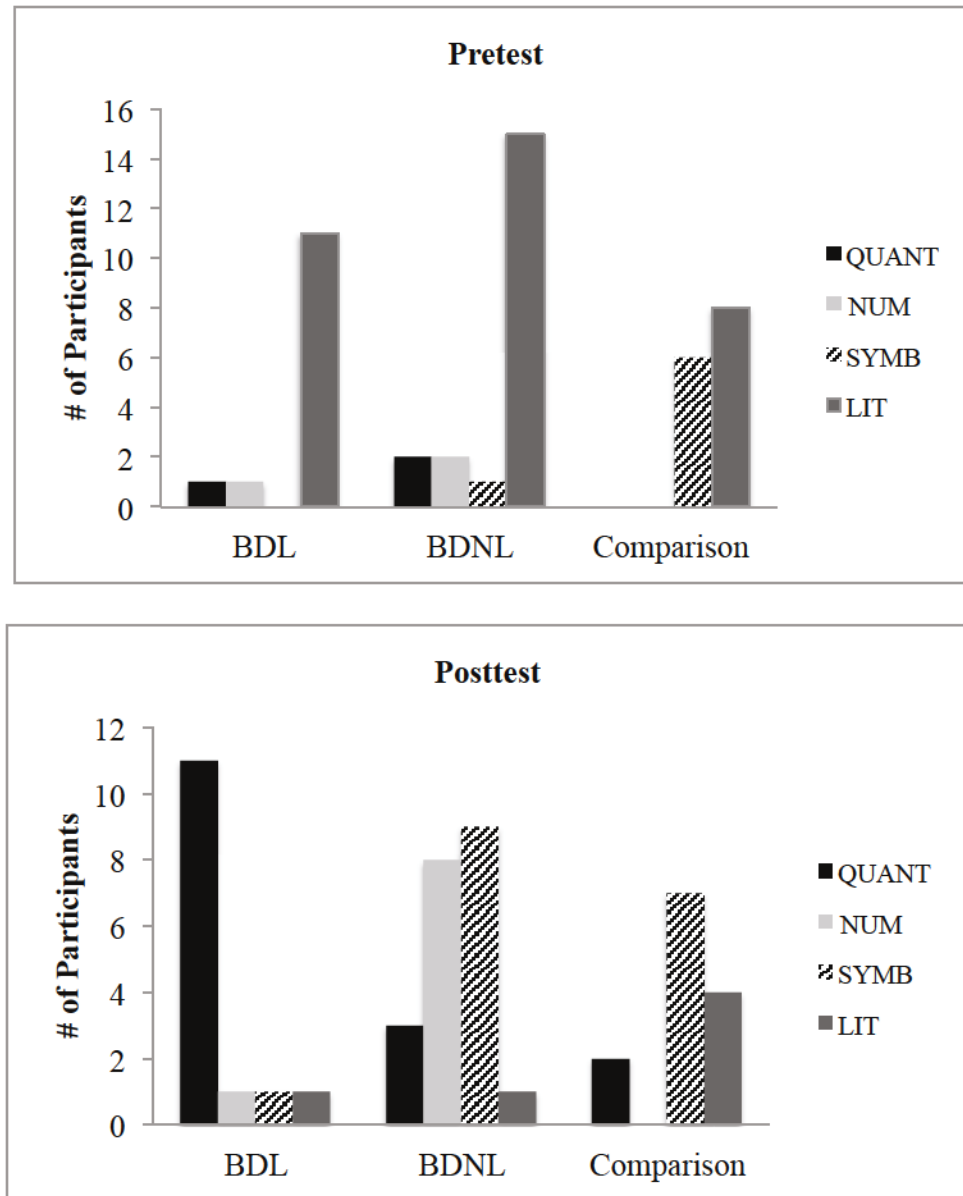 Pretest
# of Participants
16
14
12
10
8
6
4
2
0
BDL BDNL Comparison
QUANT
NUM
SYMB
LIT
Posttest
# of Participants
12
10
8
6
4
2
0
BDL BDNL Comparison
QUANT
NUM
SYMB
LIT